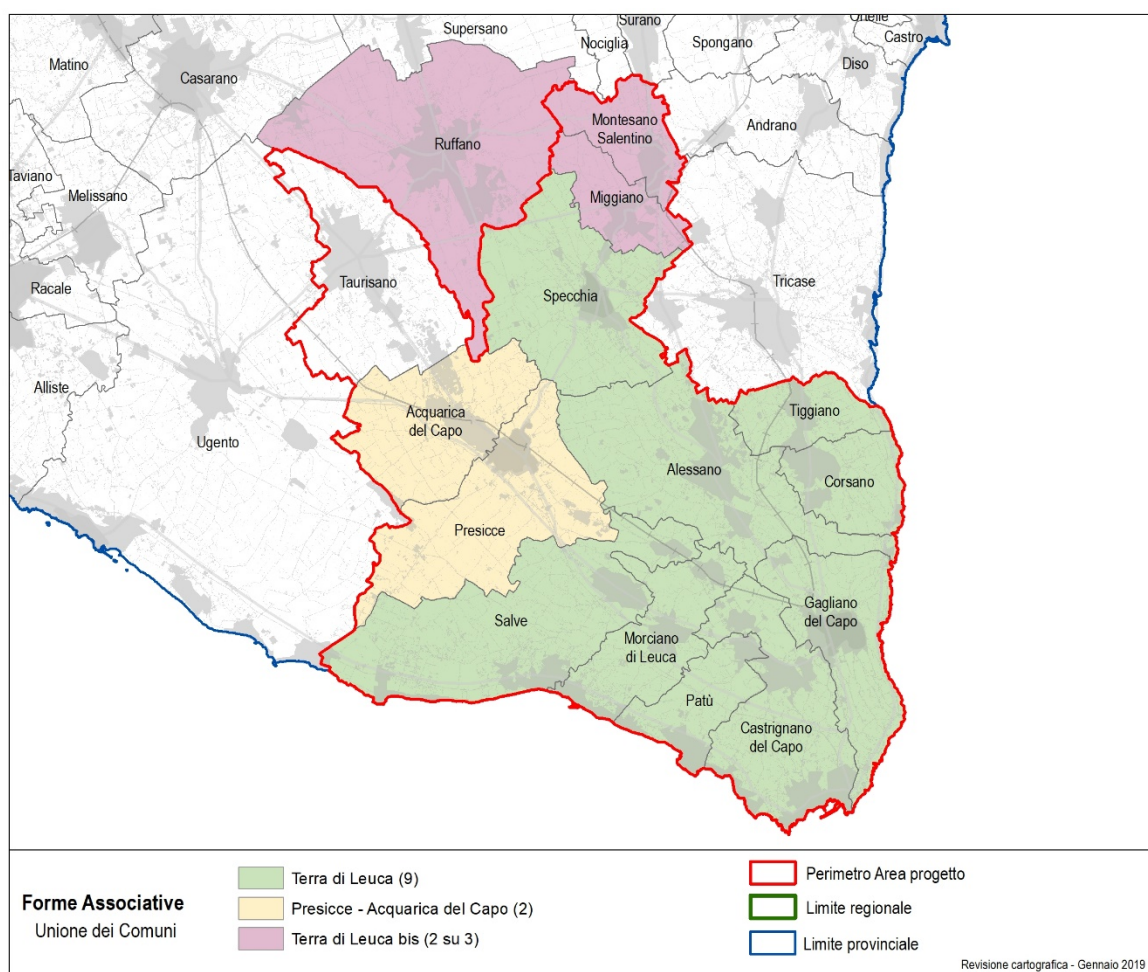 Supersano
Nociglia
Surano
Spongano
Ortelle
Castro
Diso
Matino
Casarano
Ruffano
Montesano
Salentino
Andrano
Taviano
Melissano
Miggiano
Racale
Taurisano
Specchia
Tricase
Alliste
Ugento
Acquarica
del Capo
Tiggiano
Alessano
Corsano
Presicce
Salve
Gagliano
del Capo
Morciano
di Leuca
Patù
Castrignano
del Capo
Forme Associative
Unione dei Comuni
Terra di Leuca (9)
Presicce - Acquarica del Capo (2)
Terra di Leuca bis (2 su 3)
Perimetro Area progetto
Limite regionale
Limite provinciale
Revisione cartografica - Gennaio 2019